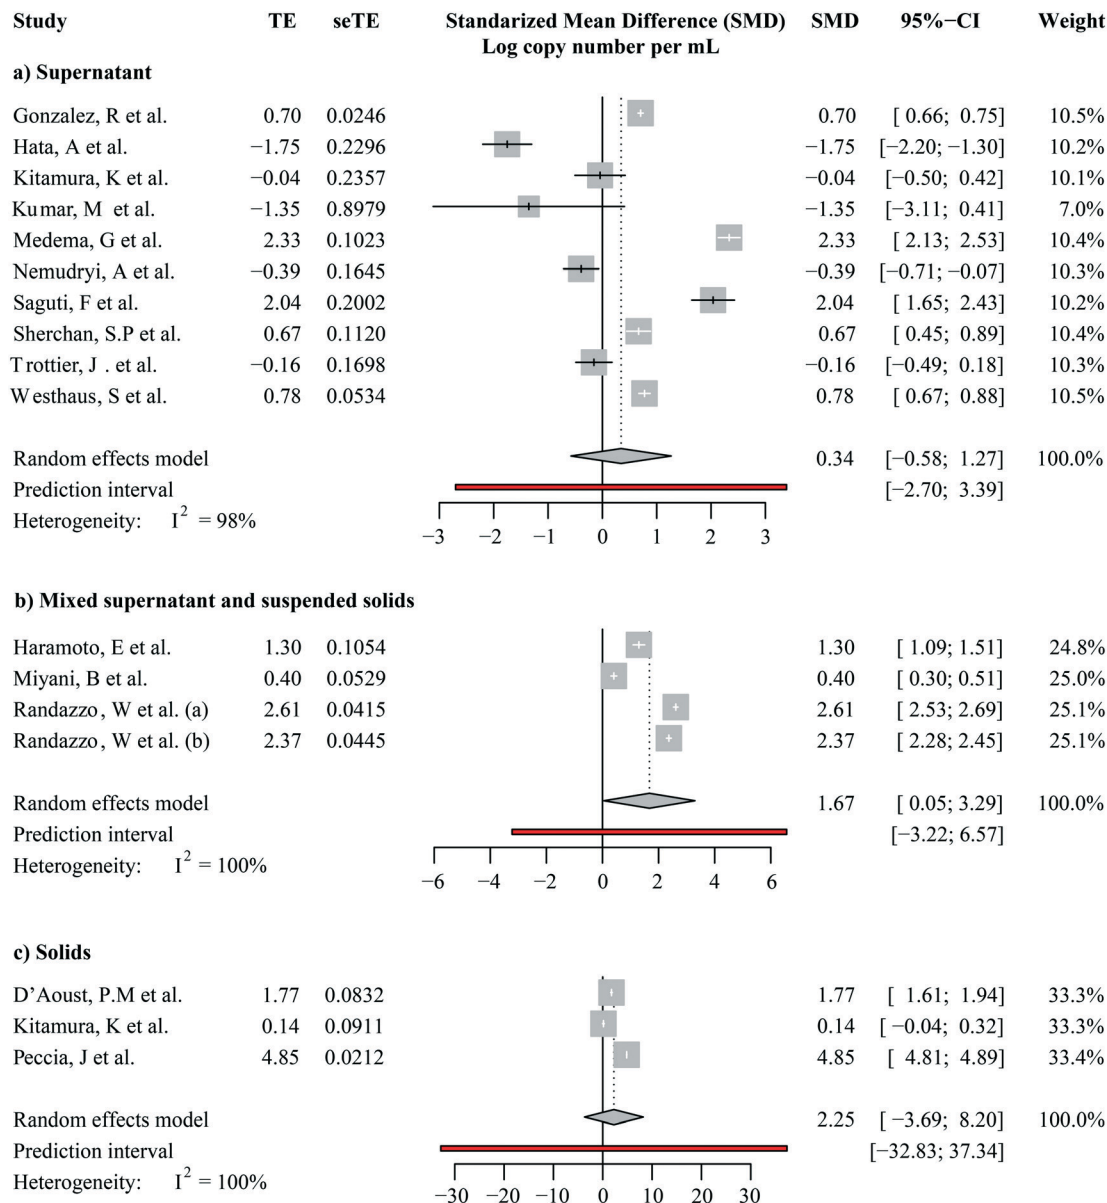 Study TE seTE Standarized Mean Difference (SMD) SMD 95%−CI Weight
Log copy number per mL
a) Supernatant
Gonzalez, R et al. 0.70 0.0246 0.70 [ 0.66; 0.75] 10.5%
Hata, A et al. −1.75 0.2296 −1.75 [−2.20; −1.30] 10.2%
Kitamura, K et al. −0.04 0.2357 −0.04 [−0.50; 0.42] 10.1%
Kumar, M et al. −1.35 0.8979 −1.35 [−3.11; 0.41] 7.0%
Medema, G et al. 2.33 0.1023 2.33 [ 2.13; 2.53] 10.4%
Nemudryi, A et al. −0.39 0.1645 −0.39 [−0.71; −0.07] 10.3%
Saguti, F et al. 2.04 0.2002 2.04 [ 1.65; 2.43] 10.2%
Sherchan, S.P et al. 0.67 0.1120 0.67 [ 0.45; 0.89] 10.4%
Trottier, J . et al. −0.16 0.1698 −0.16 [−0.49; 0.18] 10.3%
Westhaus, S et al. 0.78 0.0534 0.78 [ 0.67; 0.88] 10.5%
Random effects model 0.34 [−0.58; 1.27] 100.0%
Prediction interval [−2.70; 3.39]
Heterogeneity: I² = 98%
−3 −2 −1 0 1 2 3
b) Mixed supernatant and suspended solids
Haramoto, E et al. 1.30 0.1054 1.30 [ 1.09; 1.51] 24.8%
Miyani, B et al. 0.40 0.0529 0.40 [ 0.30; 0.51] 25.0%
Randazzo, W et al. (a) 2.61 0.0415 2.61 [ 2.53; 2.69] 25.1%
Randazzo, W et al. (b) 2.37 0.0445 2.37 [ 2.28; 2.45] 25.1%
Random effects model 1.67 [ 0.05; 3.29] 100.0%
Prediction interval [−3.22; 6.57]
Heterogeneity: I² = 100%
−6 −4 −2 0 2 4 6
c) Solids
D’Aoust, P.M et al. 1.77 0.0832 1.77 [ 1.61; 1.94] 33.3%
Kitamura, K et al. 0.14 0.0911 0.14 [ −0.04; 0.32] 33.3%
Peccia, J et al. 4.85 0.0212 4.85 [ 4.81; 4.89] 33.4%
Random effects model 2.25 [ −3.69; 8.20] 100.0%
Prediction interval [−32.83; 37.34]
Heterogeneity: I² = 100%
−30 −20 −10 0 10 20 30